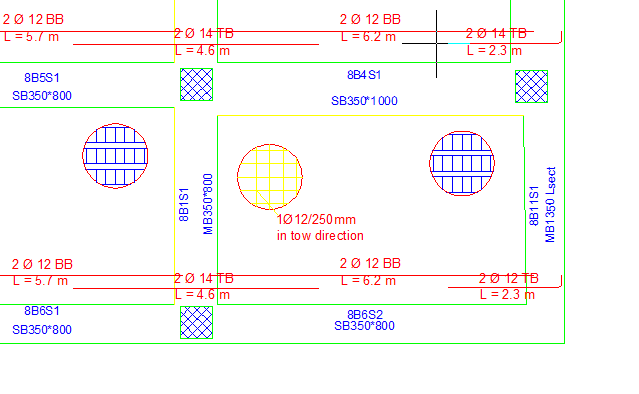 2 Ø 12 BB
L = 5.7 m
2 Ø 14 TB
L = 4.6 m
2 Ø 12 BB
L = 6.2 m
2 Ø 12 TB
L = 2.3 m
8B5S1
SB350*800
8B4S1
SB350*1000
8B1S1
MB350*800
1Ø12/250mm
in tow direction
8B11S1
MB1350 Lsect
2 Ø 12 BB
L = 5.7 m
2 Ø 14 TB
L = 4.6 m
2 Ø 12 BB
L = 6.2 m
2 Ø 12 TB
L = 2.3 m
8B6S1
SB350*800
8B6S2
SB350*800